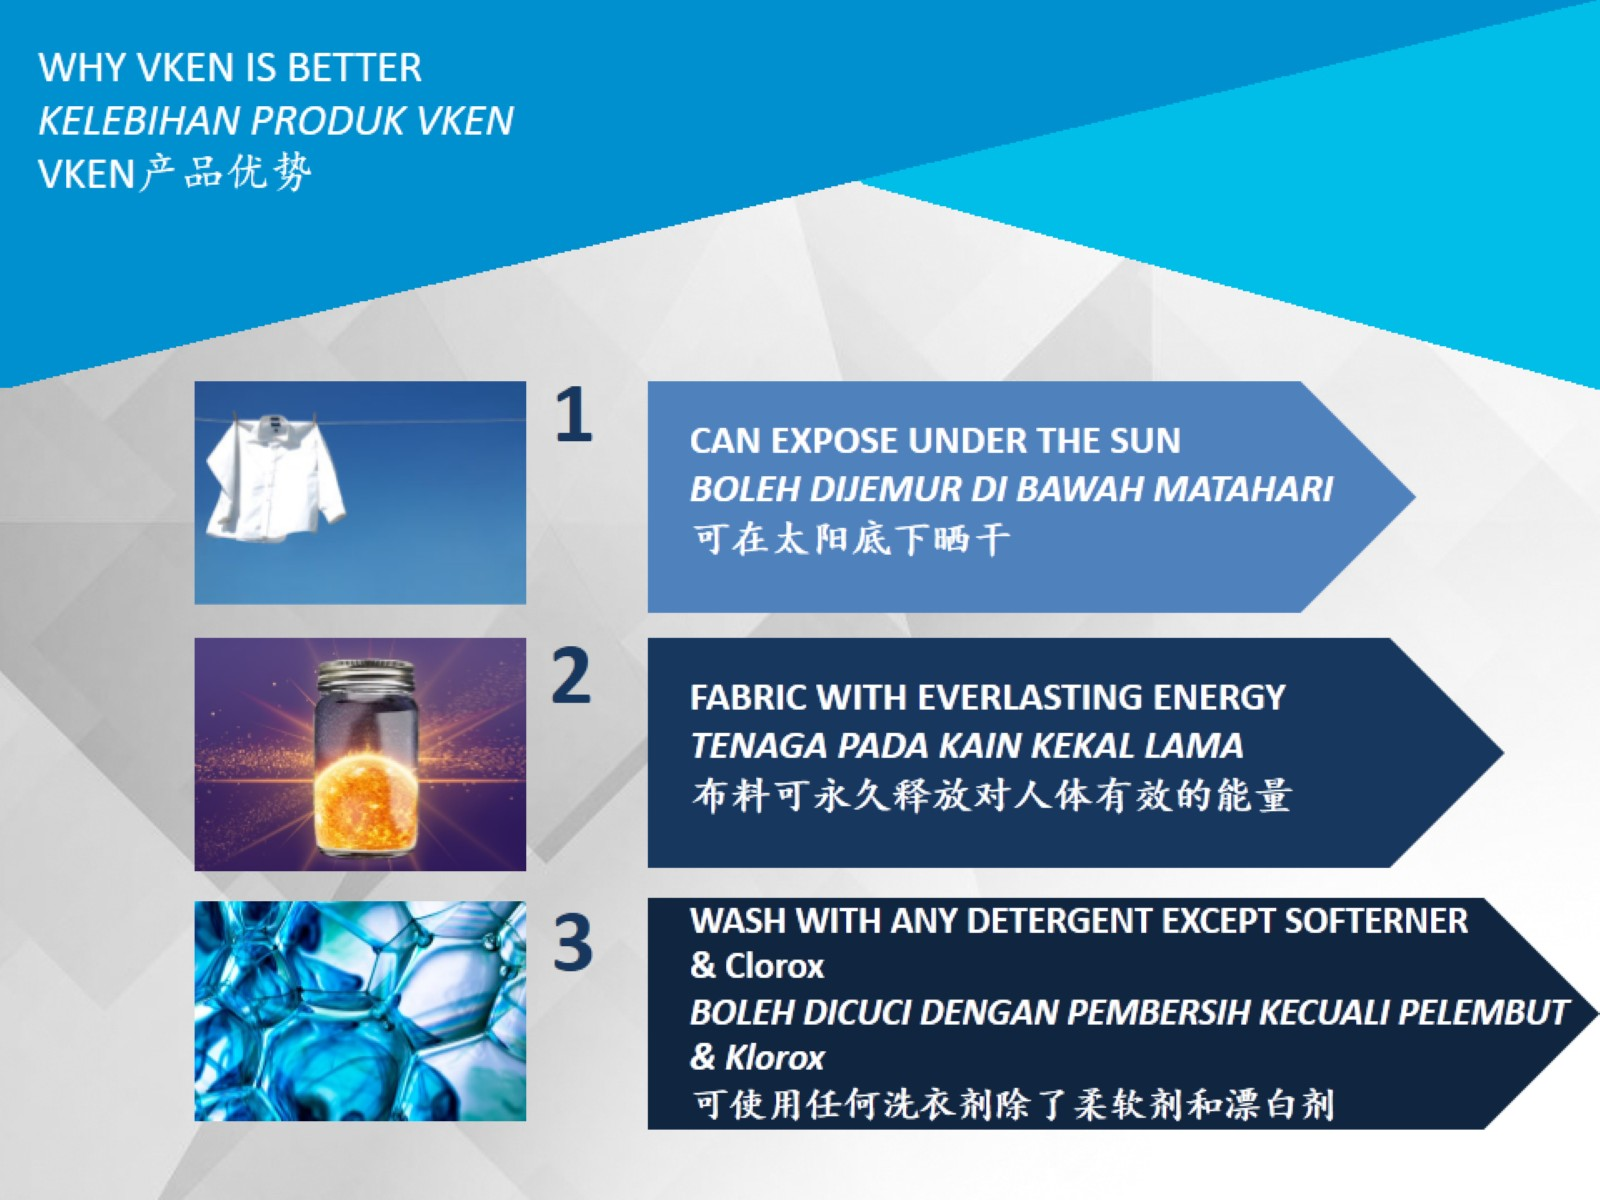 WHY VKEN IS BETTER
KELEBIHAN PRODUK VKEN
VKEN产品优势
1
CAN EXPOSE UNDER THE SUN
BOLEH DIJEMUR DI BAWAH MATAHARI
可在太阳底下晒干
2
FABRIC WITH EVERLASTING ENERGY
TENAGA PADA KAIN KEKAL LAMA
布料可永久释放对人体有效的能量
3
WASH WITH ANY DETERGENT EXCEPT SOFTERNER
& Clorox
BOLEH DICUCI DENGAN PEMBERSIH KECUALI PELEMBUT
& Klorox
可使用任何洗衣剂除了柔软剂和漂白剂